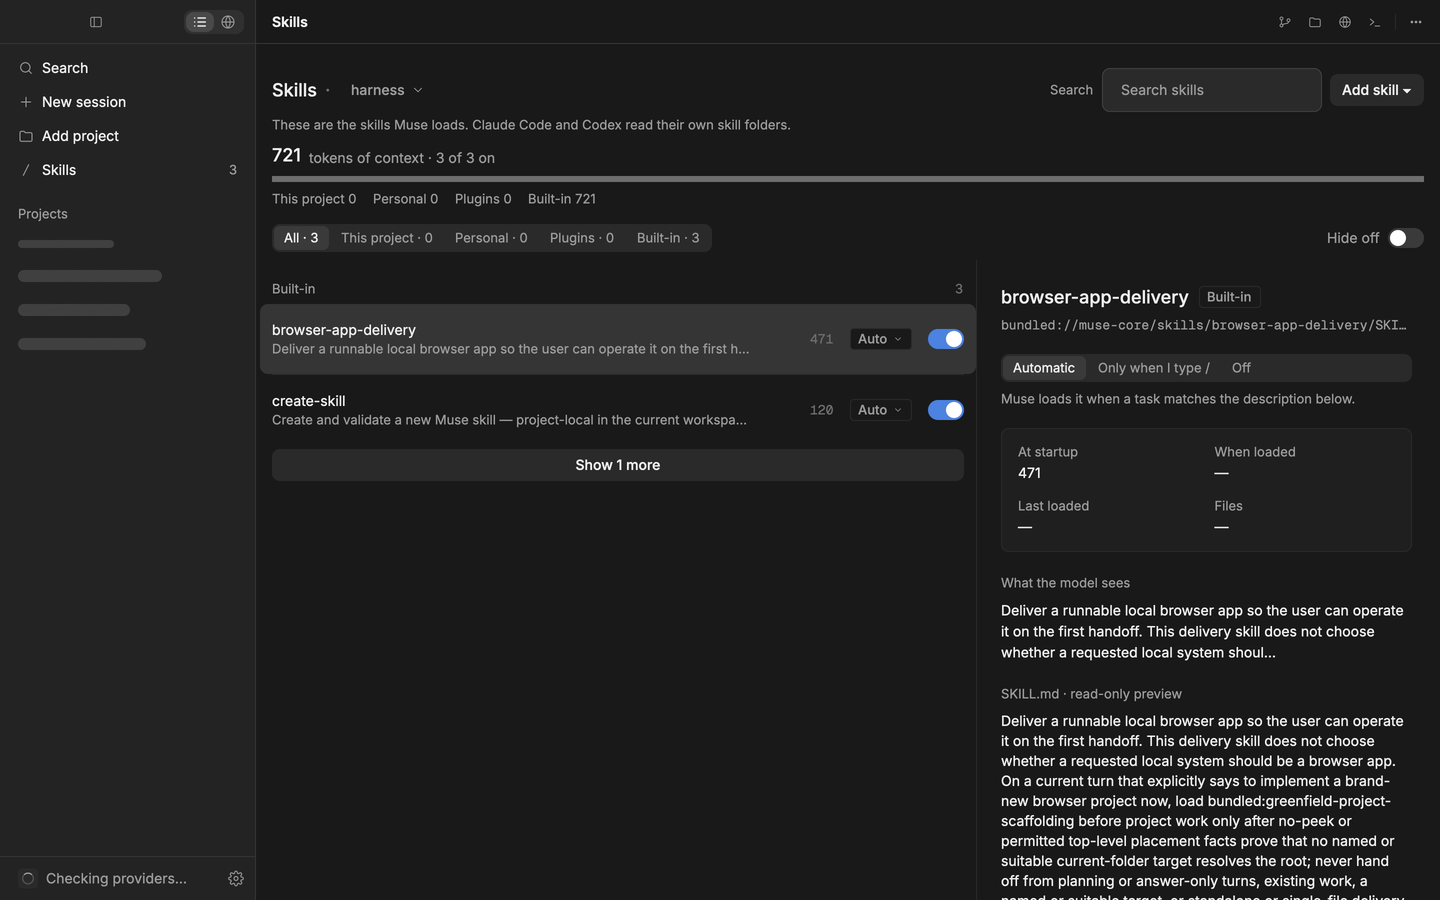 Skills
Search
New session
Add project
Skills 3
Projects
Checking providers...
Skills · harness
Search Search skills Add skill
These are the skills Muse loads. Claude Code and Codex read their own skill folders.
721 tokens of context · 3 of 3 on
This project 0 Personal 0 Plugins 0 Built-in 721
All · 3 This project · 0 Personal · 0 Plugins · 0 Built-in · 3
Hide off
Built-in 3
browser-app-delivery
Deliver a runnable local browser app so the user can operate it on the first h...
471 Auto
create-skill
Create and validate a new Muse skill — project-local in the current workspa...
120 Auto
Show 1 more
browser-app-delivery Built-in
bundled://muse-core/skills/browser-app-delivery/SKI…
Automatic Only when I type / Off
Muse loads it when a task matches the description below.
At startup When loaded
471 —
Last loaded Files
— —
What the model sees
Deliver a runnable local browser app so the user can operate
it on the first handoff. This delivery skill does not choose
whether a requested local system shoul...
SKILL.md · read-only preview
Deliver a runnable local browser app so the user can operate
it on the first handoff. This delivery skill does not choose
whether a requested local system should be a browser app.
On a current turn that explicitly says to implement a brand-
new browser project now, load bundled:greenfield-project-
scaffolding before project work only after no-peek or
permitted top-level placement facts prove that no named or
suitable current-folder target resolves the root; never hand
off from planning or answer-only turns, existing work, a
named or suitable target, or standalone or single-file delivery